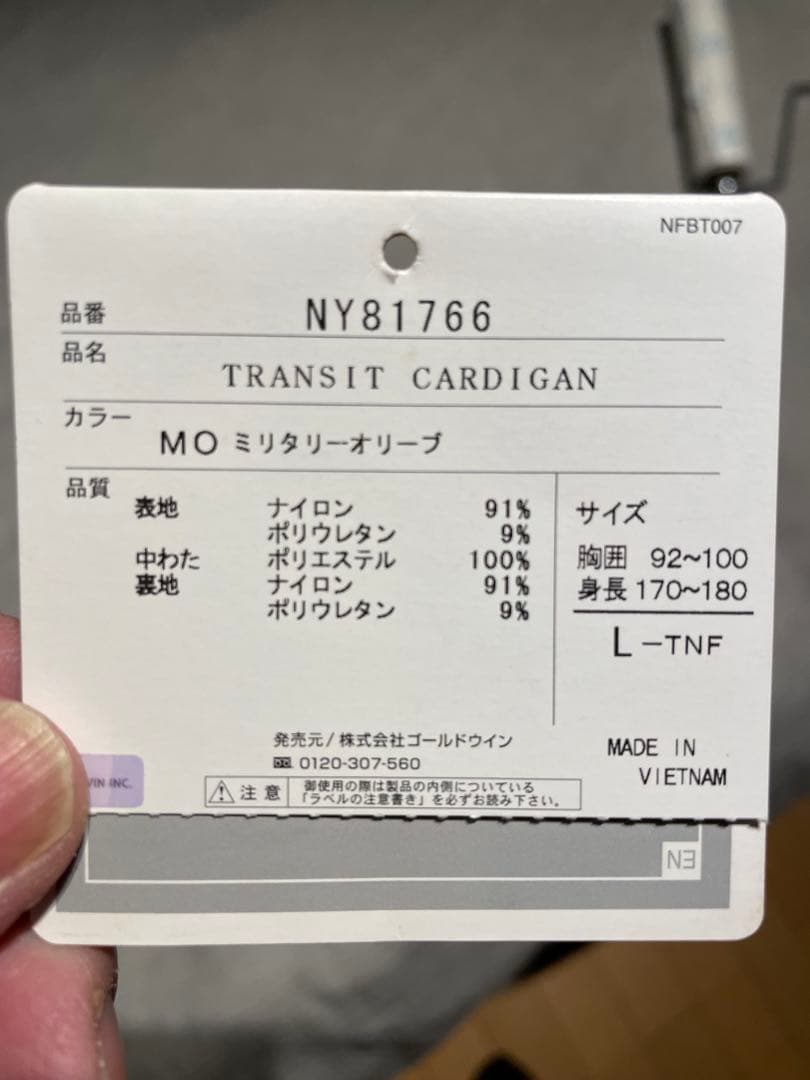 NFBT007
品番 NY81766
品名 TRANSIT CARDIGAN
カラー MO ミリタリーオリーブ
品質
表地 ナイロン 91%
ポリウレタン 9%
中わた ポリエステル 100%
裏地 ナイロン 91%
ポリウレタン 9%
サイズ
胸囲 92~100
身長 170~180
L-TNF
発売元/株式会社ゴールドウイン
0120-307-560
注意 御使用の際は製品の内側についている
「ラベルの注意書き」を必ずお読み下さい。
MADE IN
VIETNAM
INC.